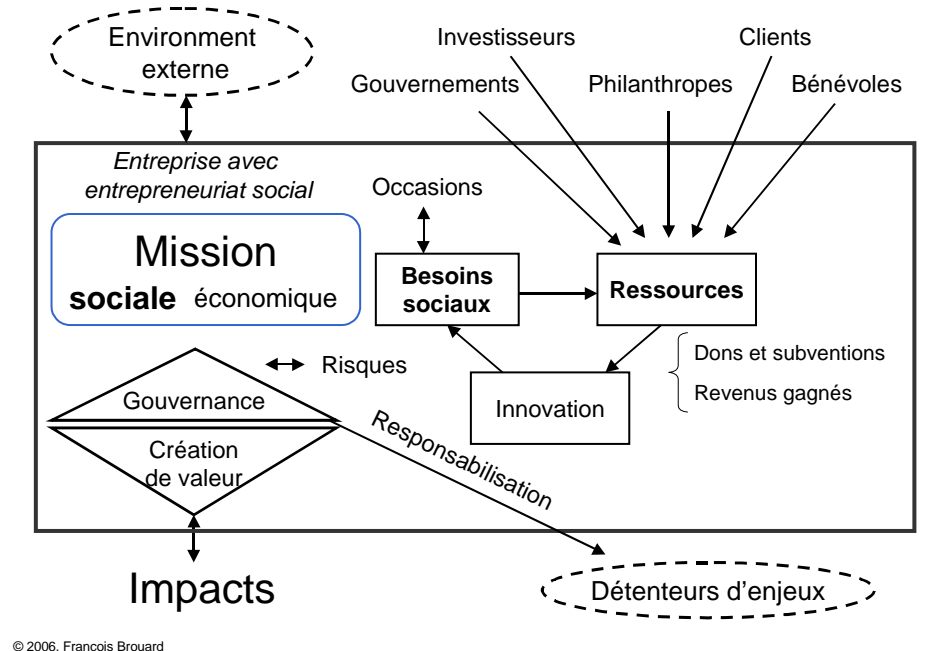 Environment
externe
Investisseurs
Clients
Gouvernements
Philanthropes
Bénévoles
Entreprise avec
entrepreneuriat social
Mission
sociale économique
Occasions
Besoins
sociaux
Ressources
Dons et subventions
Revenus gagnés
Innovation
Risques
Gouvernance
Création
de valeur
Responsabilisation
Impacts
Détenteurs d'enjeux
© 2006, François Brouard